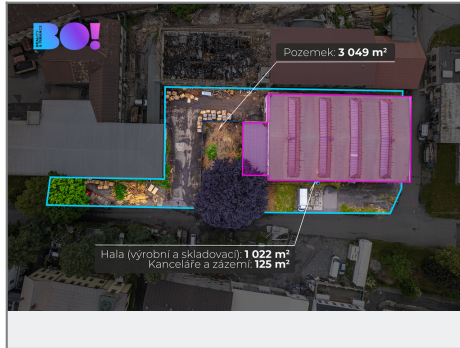 BO!
Pozemek: 3 049 m²
Hala (výrobní a skladovací): 1 022 m²
Kanceláře a zázemí: 125 m²